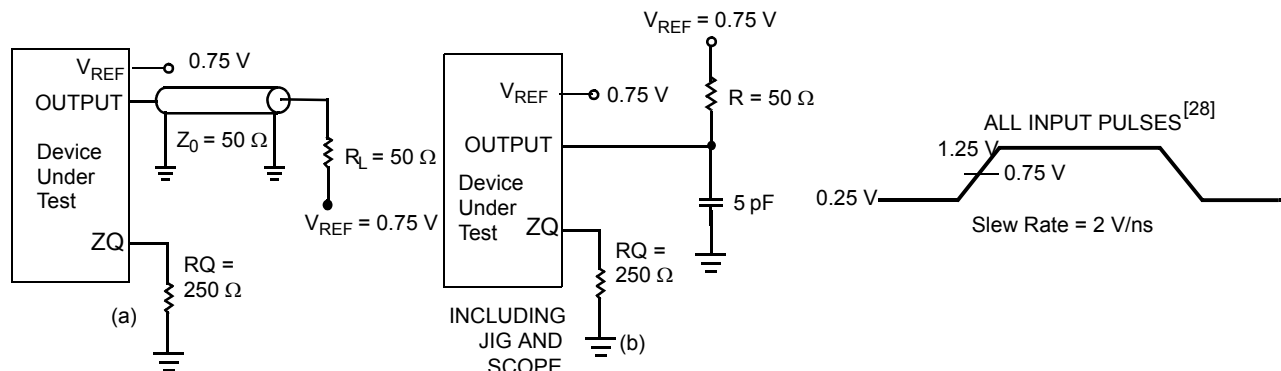 V_REF 0.75 V
OUTPUT
Z_0 = 50 Ω
Device
Under
Test
R_L = 50 Ω
V_REF = 0.75 V
ZQ
RQ =
250 Ω
(a)
V_REF = 0.75 V
R = 50 Ω
V_REF 0.75 V
OUTPUT
Device
Under
Test
5 pF
ZQ
RQ =
250 Ω
INCLUDING
JIG AND
SCOPE
(b)
ALL INPUT PULSES[28]
1.25 V
0.75 V
0.25 V
Slew Rate = 2 V/ns